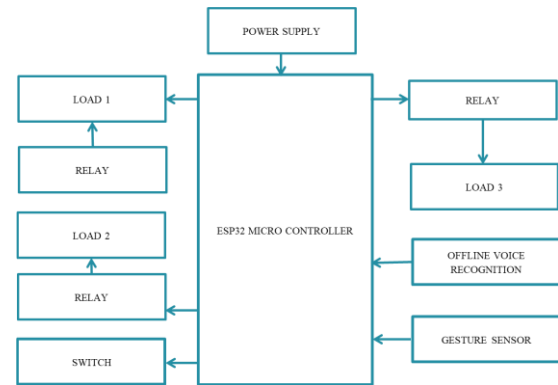 POWER SUPPLY
LOAD 1
RELAY
LOAD 2
RELAY
SWITCH
ESP32 MICRO CONTROLLER
RELAY
LOAD 3
OFFLINE VOICE
RECOGNITION
GESTURE SENSOR